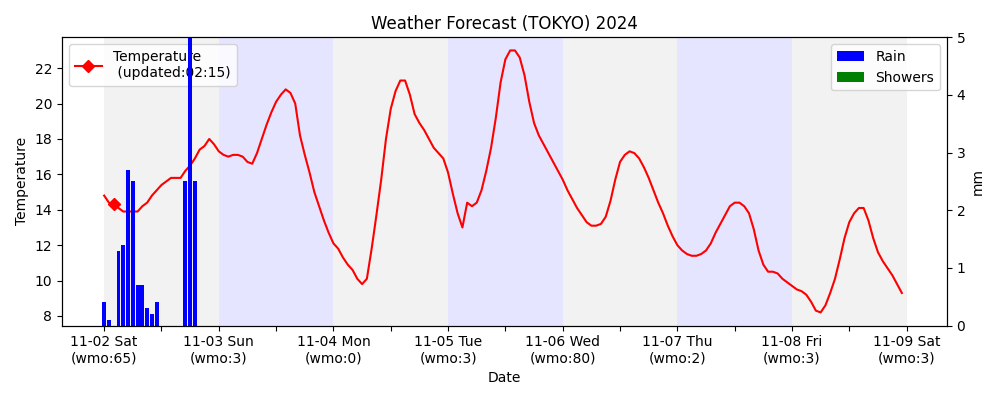 Weather Forecast (TOKYO) 2024
Temperature
(updated:02:15)
Rain
Showers
Temperature
22
20
18
16
14
12
10
8
5
4
3
2
1
0
mm
11-02 Sat
(wmo:65)
11-03 Sun
(wmo:3)
11-04 Mon
(wmo:0)
11-05 Tue
(wmo:3)
11-06 Wed
(wmo:80)
11-07 Thu
(wmo:2)
11-08 Fri
(wmo:3)
11-09 Sat
(wmo:3)
Date